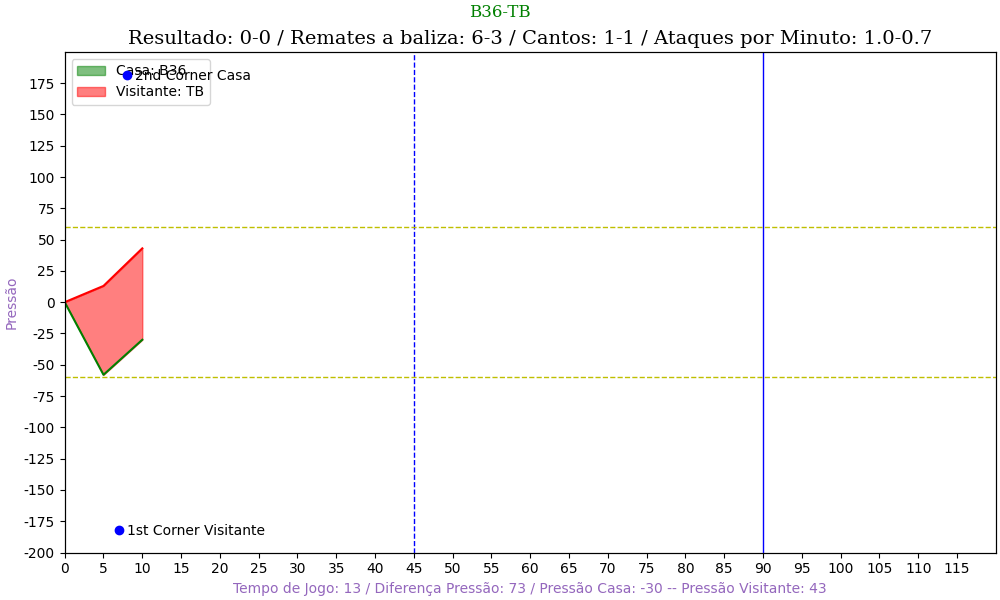 B36-TB
Resultado: 0-0 / Remates a baliza: 6-3 / Cantos: 1-1 / Ataques por Minuto: 1.0-0.7
Casa: B36
2nd Corner Casa
Visitante: TB
175
150
125
100
75
50
25
0
-25
-50
-75
-100
-125
-150
-175
-200
Pressão
1st Corner Visitante
0 5 10 15 20 25 30 35 40 45 50 55 60 65 70 75 80 85 90 95 100 105 110 115
Tempo de Jogo: 13 / Diferença Pressão: 73 / Pressão Casa: -30 -- Pressão Visitante: 43